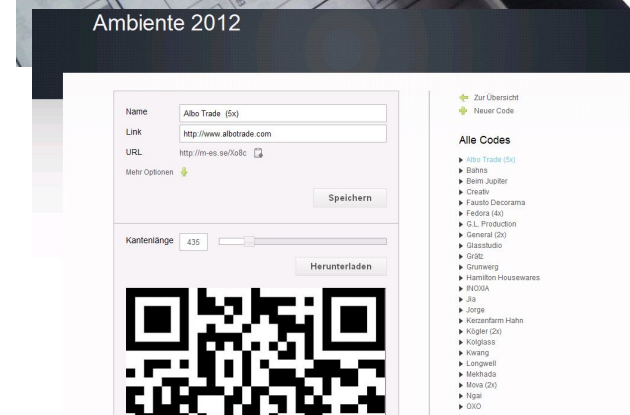 Ambiente 2012
Name Albo Trade (5x)
Link http://www.albotrade.com
URL http://m-es.se/Xo8c
Mehr Optionen
Speichern
Kantenlänge 435
Herunterladen
Zur Übersicht
Neuer Code
Alle Codes
Albo Trade (5x)
Bahns
Beim Jupiter
Creativ
Fausto Decorama
Fedora (4x)
G.L. Production
General (2x)
Glasstudio
Grätz
Grunwerg
Hamilton Housewares
INOXIA
Jia
Jorge
Kerzenfarm Hahn
Kögler (2x)
Kolglass
Kwang
Longwell
Mekhada
Mova (2x)
Ngai
OXO